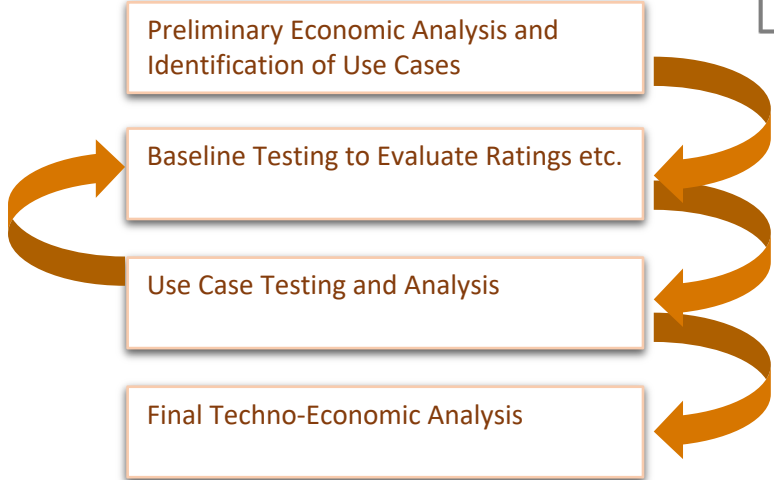 Preliminary Economic Analysis and
Identification of Use Cases
Baseline Testing to Evaluate Ratings etc.
Use Case Testing and Analysis
Final Techno-Economic Analysis